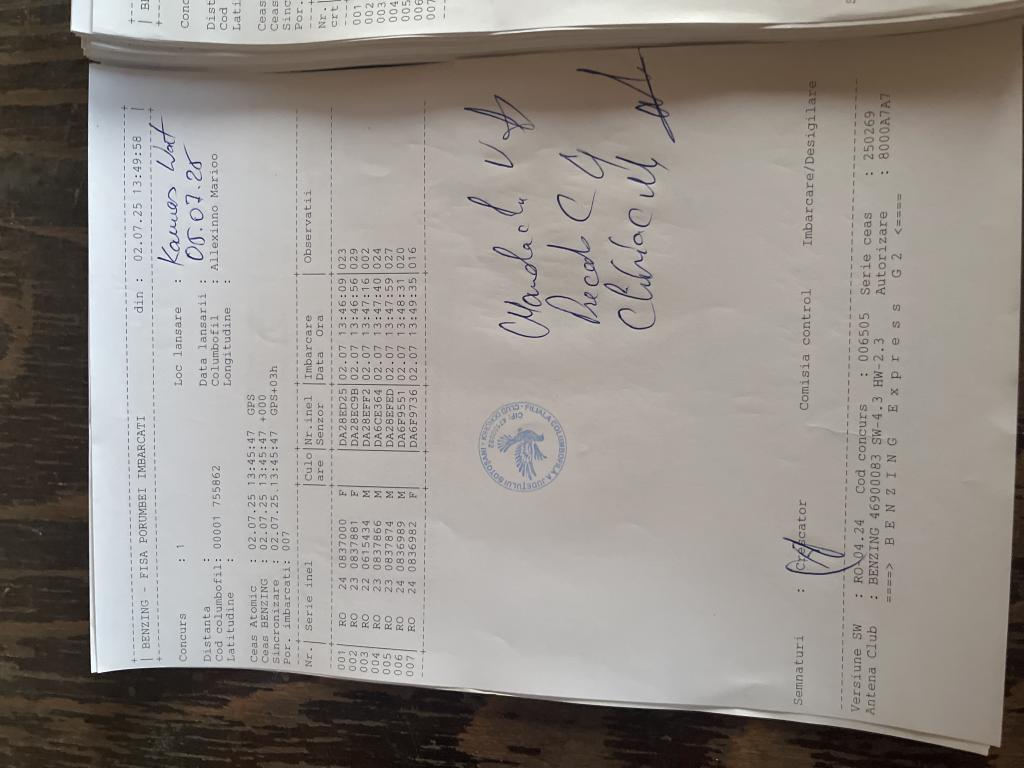 | BENZING - FISA PORUMBEI IMBARCATI din : 02.07.25 13:49:58 |
Concurs : 1 Loc lansare :
Distanta : Data lansarii : 05.07.25
Cod columbofil: 00001 755862 Columbofil : Allexinno Marioo
Latitudine : Longitudine :
Ceas Atomic : 02.07.25 13:45:47 GPS
Ceas BENZING : 02.07.25 13:45:47 +000
Sincronizare : 02.07.25 13:45:47 GPS+03h
Por. imbarcati: 007
Nr.| Serie inel |Culo|Nr.inel |Imbarcare | Observatii
are |Senzor |Data Ora |
001 | RO 24 0837000 F | |DA28ED25|02.07 13:46:09|023
002 | RO 23 0837881 F | |DA28EC9B|02.07 13:46:56|029
003 | RO 22 0815434 M | |DA28EFF2|02.07 13:47:16|002
004 | RO 23 0837866 M | |DA6CE364|02.07 13:47:40|024
005 | RO 23 0837874 M | |DA28EFED|02.07 13:47:59|027
006 | RO 24 0836989 M | |DA6F9551|02.07 13:48:31|020
007 | RO 24 0836982 F | |DA6F9736|02.07 13:49:35|016
Semnaturi : Crescator Comisia control Imbarcare/Desigilare
Versiune SW : RO-04.24 Cod concurs : 006505 Serie ceas : 250269
Antena Club : BENZING 46900083 SW-4.3 HW-2.3 Autorizare : 8000A7A7
====> B E N Z I N G E x p r e s s G 2 <====